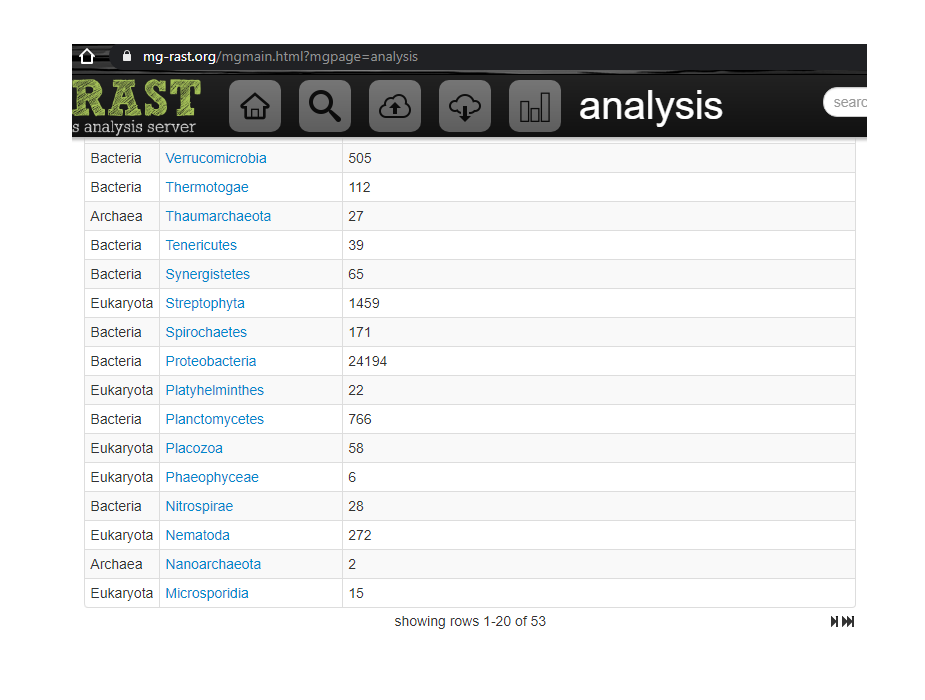 mg-rast.org/mgmain.html?mgpage=analysis
RAST
s analysis server
analysis
searc
Bacteria Verrucomicrobia 505
Bacteria Thermotogae 112
Archaea Thaumarchaeota 27
Bacteria Tenericutes 39
Bacteria Synergistetes 65
Eukaryota Streptophyta 1459
Bacteria Spirochaetes 171
Bacteria Proteobacteria 24194
Eukaryota Platyhelminthes 22
Bacteria Planctomycetes 766
Eukaryota Placozoa 58
Eukaryota Phaeophyceae 6
Bacteria Nitrospirae 28
Eukaryota Nematoda 272
Archaea Nanoarchaeota 2
Eukaryota Microsporidia 15
showing rows 1-20 of 53